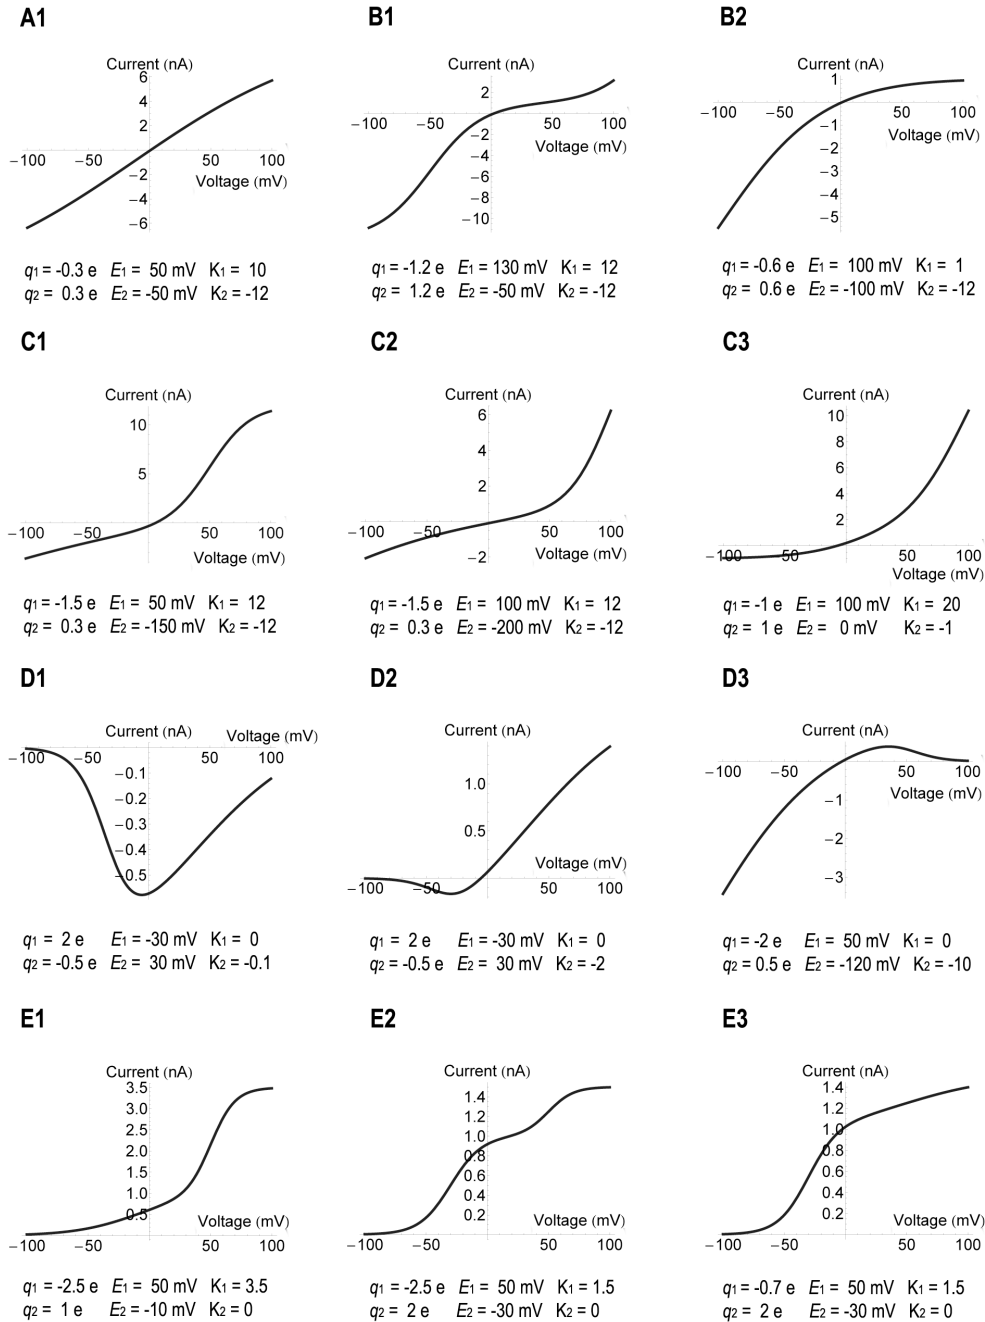 A1
B1
B2
Current (nA)
6
4
2
−100 −50 50 100
Voltage (mV)
−2
−4
−6
Current (nA)
2
−100 −50 50 100
−2
Voltage (mV)
−4
−6
−8
−10
Current (nA)
1
−100 −50 50 100
−1
Voltage (mV)
−2
−3
−4
−5
q1 = -0.3 e E1 = 50 mV K1 = 10
q2 = 0.3 e E2 = -50 mV K2 = -12
q1 = -1.2 e E1 = 130 mV K1 = 12
q2 = 1.2 e E2 = -50 mV K2 = -12
q1 = -0.6 e E1 = 100 mV K1 = 1
q2 = 0.6 e E2 = -100 mV K2 = -12
C1
C2
C3
Current (nA)
10
5
−100 −50 50 100
Voltage (mV)
Current (nA)
6
4
2
−100 −50 50 100
Voltage (mV)
−2
Current (nA)
10
8
6
4
2
−100 50 50 100
Voltage (mV)
q1 = -1.5 e E1 = 50 mV K1 = 12
q2 = 0.3 e E2 = -150 mV K2 = -12
q1 = -1.5 e E1 = 100 mV K1 = 12
q2 = 0.3 e E2 = -200 mV K2 = -12
q1 = -1 e E1 = 100 mV K1 = 20
q2 = 1 e E2 = 0 mV K2 = -1
D1
D2
D3
Current (nA)
Voltage (mV)
−100 −50 50 100
−0.1
−0.2
−0.3
−0.4
−0.5
Current (nA)
1.0
0.5
Voltage (mV)
−100 −50 50 100
Current (nA)
−100 −50 50 100
Voltage (mV)
−1
−2
−3
q1 = 2 e E1 = -30 mV K1 = 0
q2 = -0.5 e E2 = 30 mV K2 = -0.1
q1 = 2 e E1 = -30 mV K1 = 0
q2 = -0.5 e E2 = 30 mV K2 = -2
q1 = -2 e E1 = 50 mV K1 = 0
q2 = 0.5 e E2 = -120 mV K2 = -10
E1
E2
E3
Current (nA)
3.5
3.0
2.5
2.0
1.5
1.0
0.5
Voltage (mV)
−100 −50 50 100
Current (nA)
1.4
1.2
1.0
0.8
0.6
0.4
0.2
Voltage (mV)
−100 −50 50 100
Current (nA)
1.4
1.2
1.0
0.8
0.6
0.4
0.2
Voltage (mV)
−100 −50 50 100
q1 = -2.5 e E1 = 50 mV K1 = 3.5
q2 = 1 e E2 = -10 mV K2 = 0
q1 = -2.5 e E1 = 50 mV K1 = 1.5
q2 = 2 e E2 = -30 mV K2 = 0
q1 = -0.7 e E1 = 50 mV K1 = 1.5
q2 = 2 e E2 = -30 mV K2 = 0